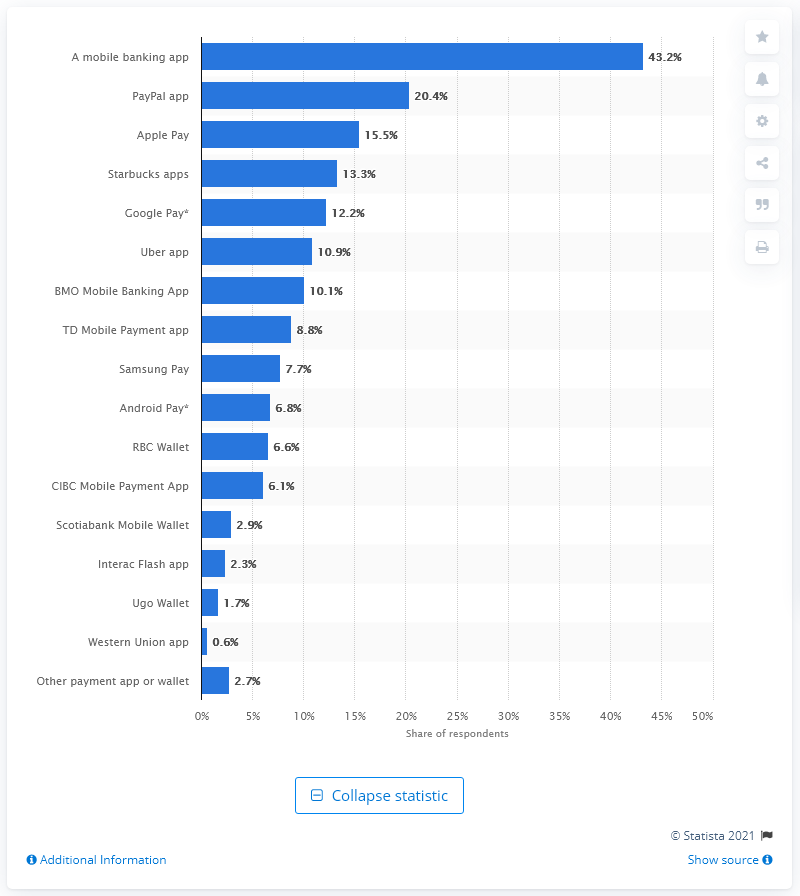 A mobile banking app 43.2%
PayPal app 20.4%
Apple Pay 15.5%
Starbucks apps 13.3%
Google Pay* 12.2%
Uber app 10.9%
BMO Mobile Banking App 10.1%
TD Mobile Payment app 8.8%
Samsung Pay 7.7%
Android Pay* 6.8%
RBC Wallet 6.6%
CIBC Mobile Payment App 6.1%
Scotiabank Mobile Wallet 2.9%
Interac Flash app 2.3%
Ugo Wallet 1.7%
Western Union app 0.6%
Other payment app or wallet 2.7%
0% 5% 10% 15% 20% 25% 30% 35% 40% 45% 50%
Share of respondents
Collapse statistic
© Statista 2021
Additional Information Show source